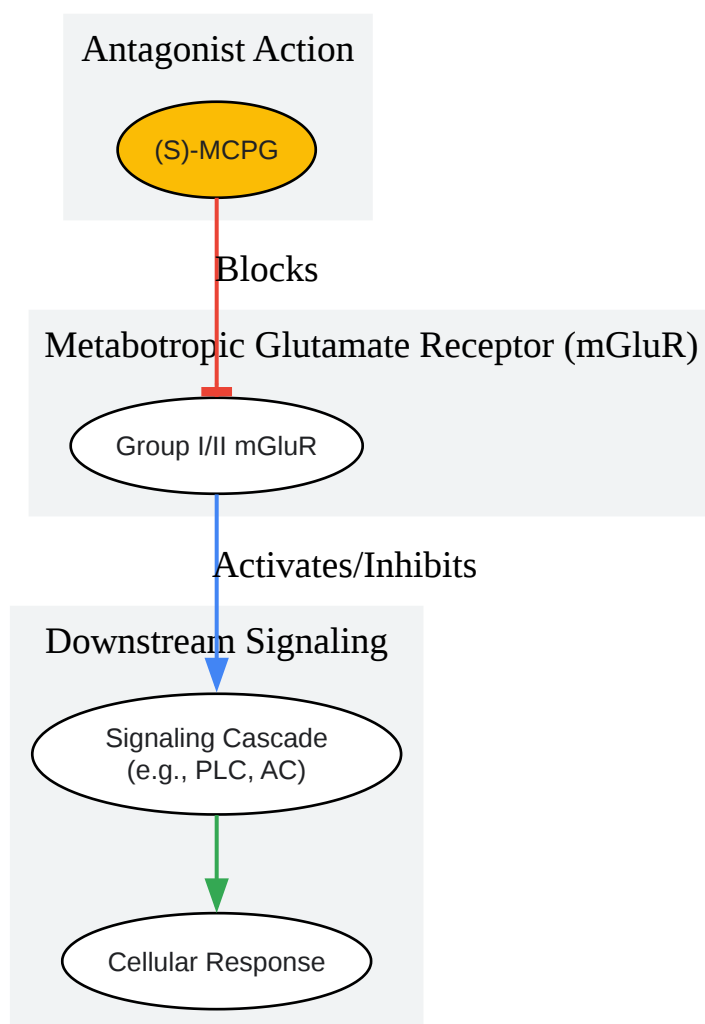 Antagonist Action
(S)-MCPG
Blocks
Metabotropic Glutamate Receptor (mGluR)
Group I/II mGluR
Activates/Inhibits
Downstream Signaling
Signaling Cascade
(e.g., PLC, AC)
Cellular Response